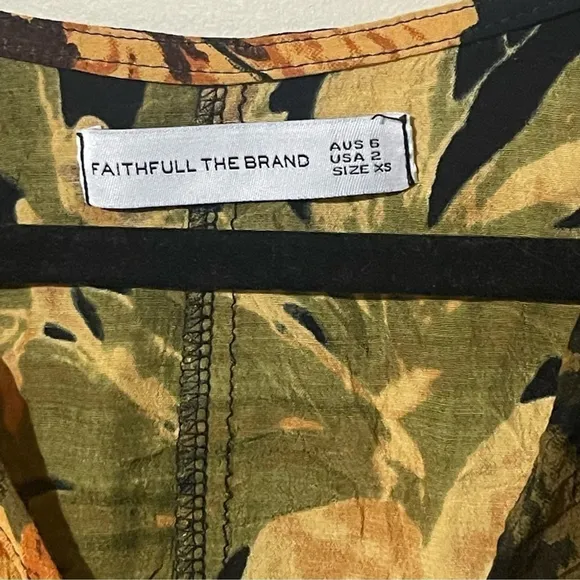 FAITHFULL THE BRAND
AUS 6
USA 2
SIZE XS